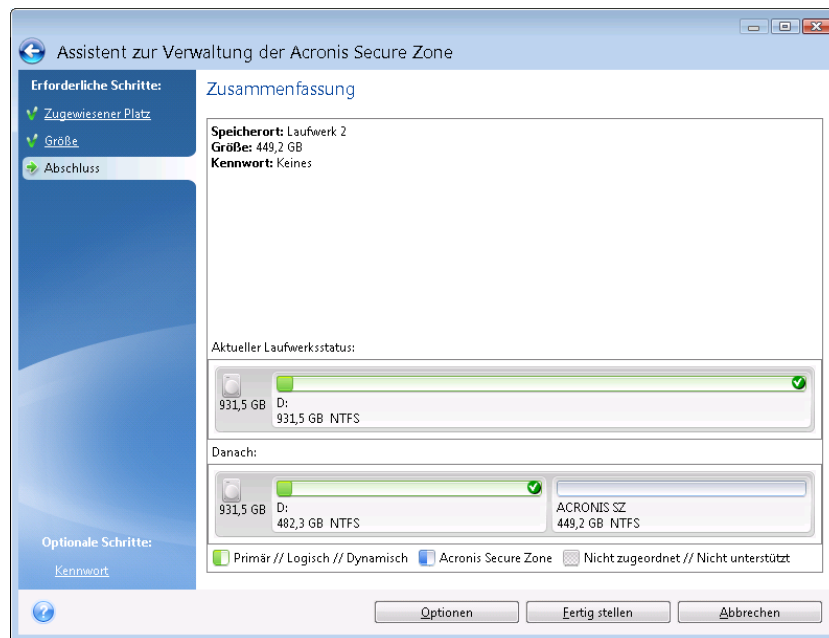 Assistent zur Verwaltung der Acronis Secure Zone
Erforderliche Schritte:
Zugewiesener Platz
Größe
Abschluss
Optionale Schritte:
Kennwort
Zusammenfassung
Speicherort: Laufwerk 2
Größe: 449,2 GB
Kennwort: Keines
Aktueller Laufwerksstatus:
931,5 GB
D:
931,5 GB NTFS
Danach:
931,5 GB
D:
482,3 GB NTFS
ACRONIS SZ
449,2 GB NTFS
Primär // Logisch // Dynamisch Acronis Secure Zone Nicht zugeordnet // Nicht unterstützt
? Optionen Fertig stellen Abbrechen